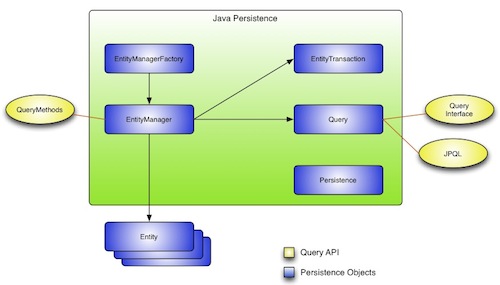 Java Persistence
EntityManagerFactory
EntityTransaction
QueryMethods
EntityManager
Query
Query
Interface
JPQL
Persistence
Entity
Query API
Persistence Objects